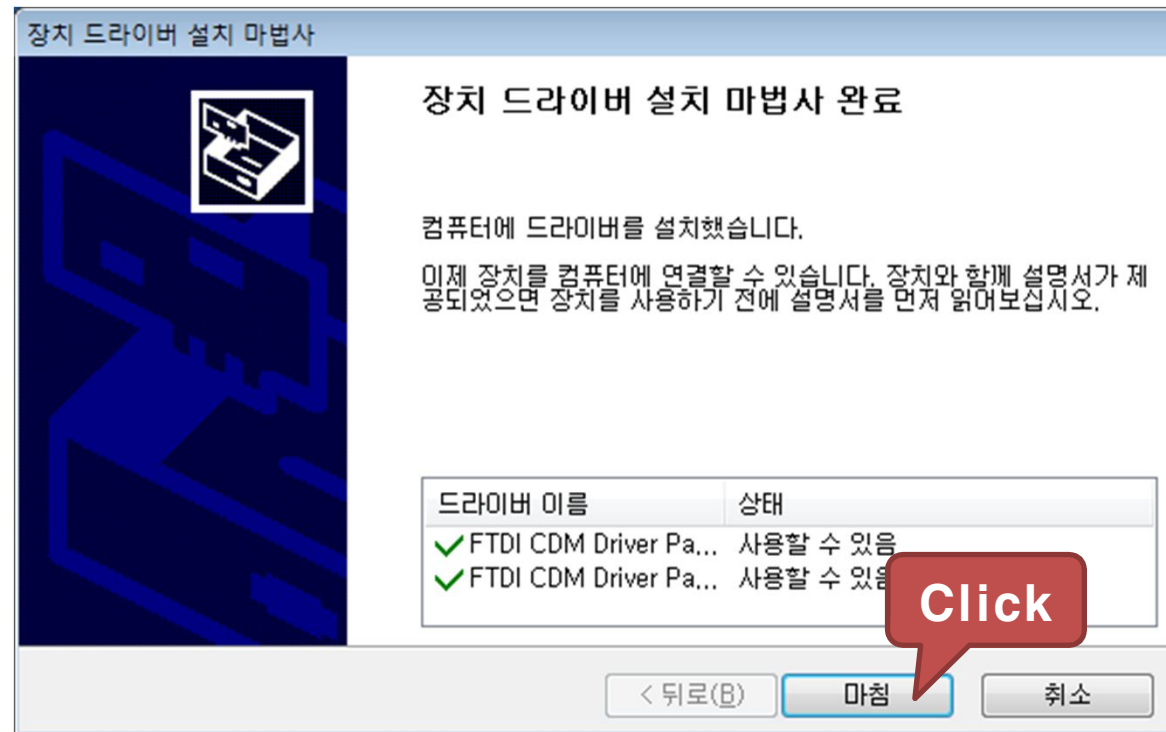 장치 드라이버 설치 마법사
장치 드라이버 설치 마법사 완료
컴퓨터에 드라이버를 설치했습니다.
이제 장치를 컴퓨터에 연결할 수 있습니다. 장치와 함께 설명서가 제
공되었으면 장치를 사용하기 전에 설명서를 먼저 읽어보십시오.
드라이버 이름 상태
FTDI CDM Driver Pa... 사용할 수 있음
FTDI CDM Driver Pa... 사용할 수 있음
Click
< 뒤로(B) 마침 취소